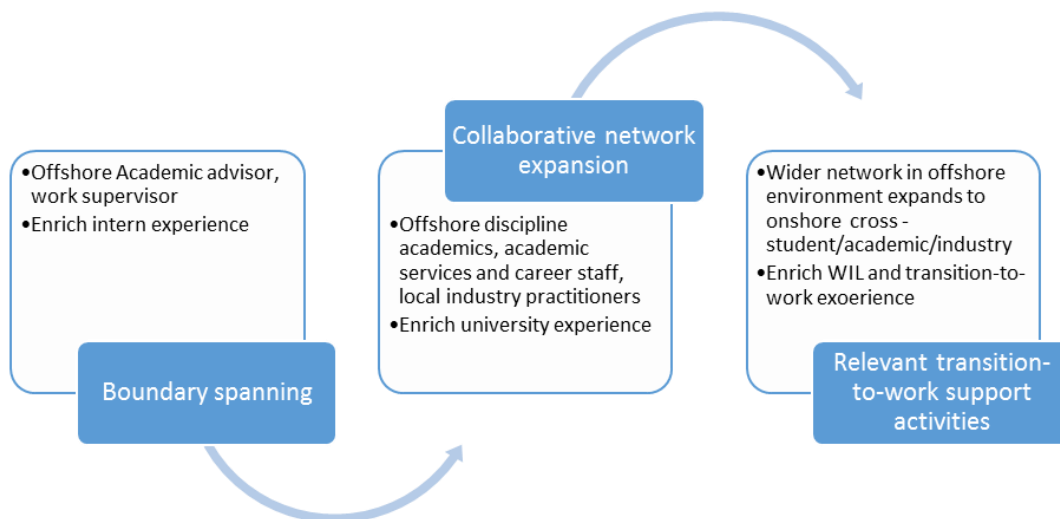 •Offshore Academic advisor,
work supervisor
•Enrich intern experience
Boundary spanning
Collaborative network
expansion
•Offshore discipline
academics, academic
services and career staff,
local industry practitioners
•Enrich university experience
•Wider network in offshore
environment expands to
onshore cross -
student/academic/industry
•Enrich WIL and transition-to-
work exoerience
Relevant transition-
to-work support
activities